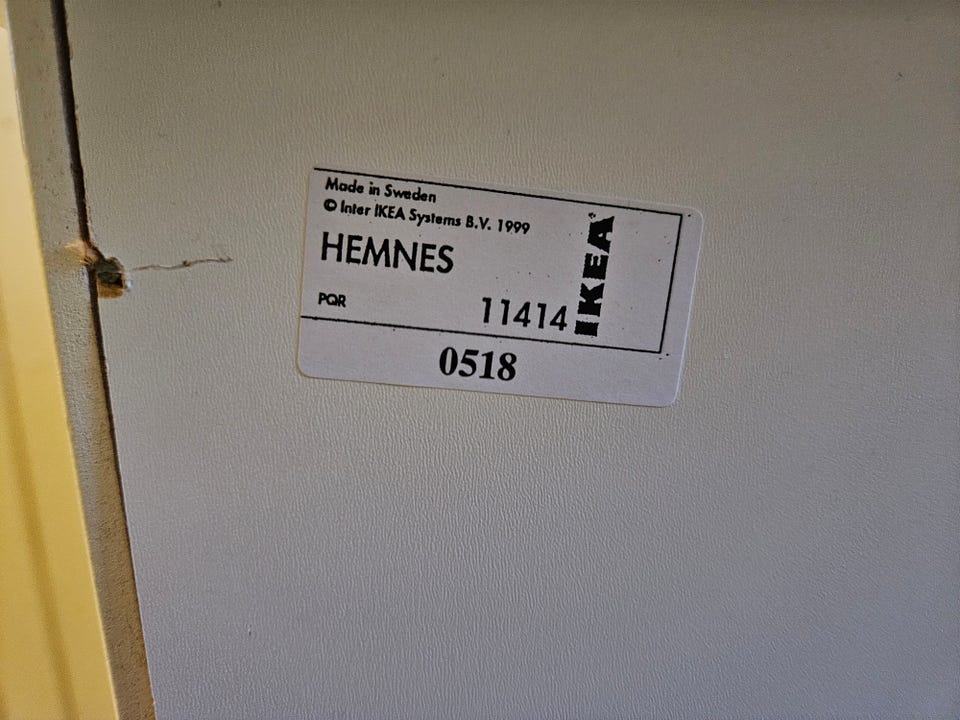 Made in Sweden
© Inter IKEA Systems B.V. 1999
HEMNES
PQR
11414
IKEA
0518